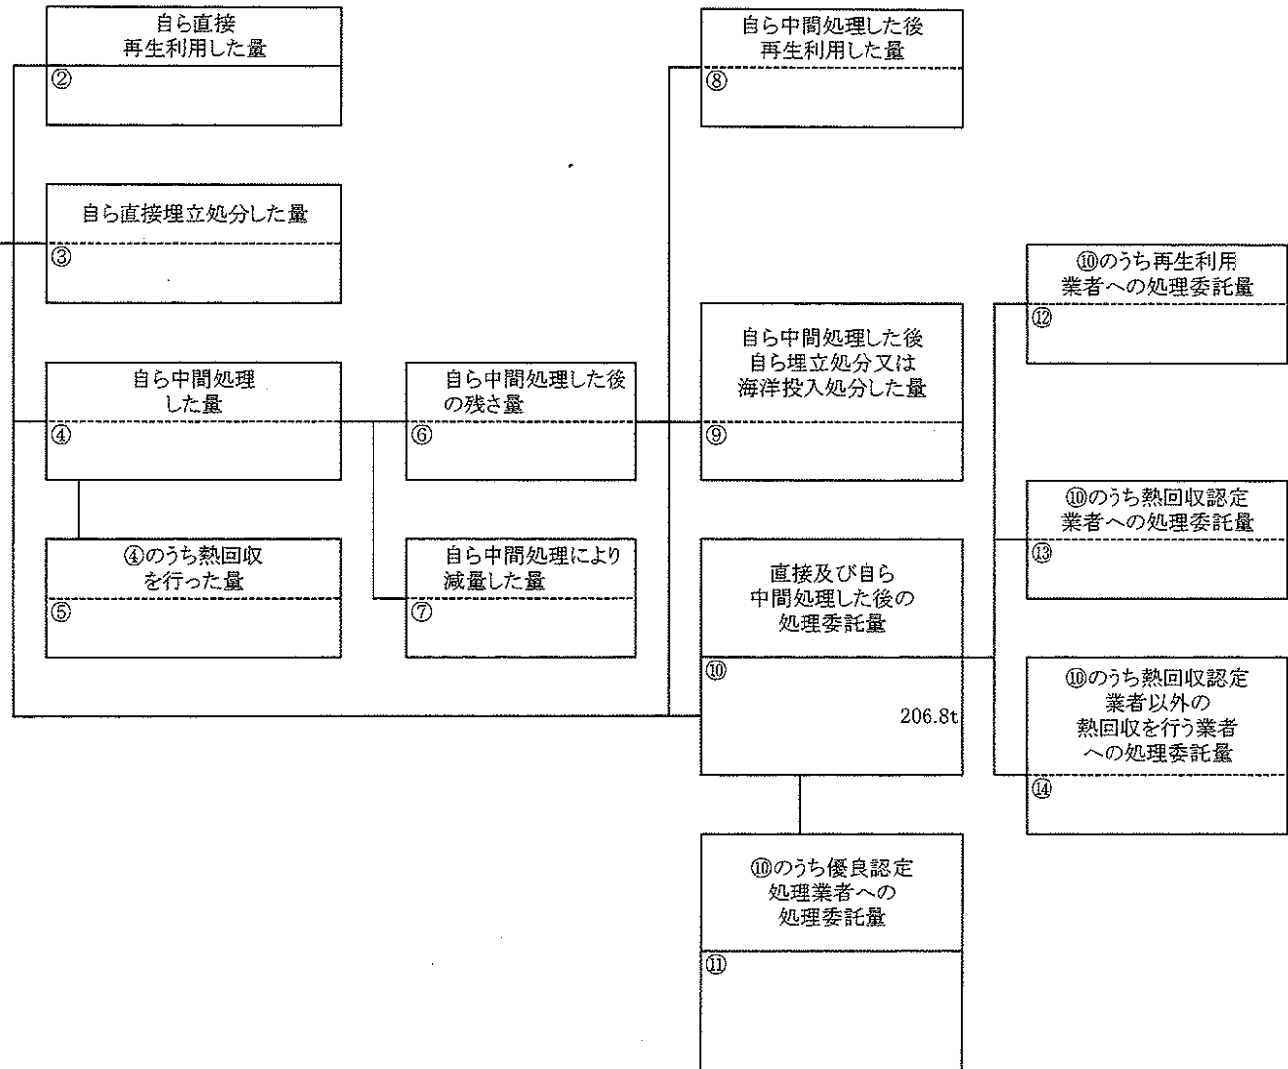 自ら直接
再生利用した量
②
自ら直接埋立処分した量
③
自ら中間処理
した量
④
④のうち熱回収
を行った量
⑤
自ら中間処理した後
の残さ量
⑥
自ら中間処理により
減量した量
⑦
自ら中間処理した後
再生利用した量
⑧
自ら中間処理した後
自ら埋立処分又は
海洋投入処分した量
⑨
直接及び自ら
中間処理した後の
処理委託量
⑩
206.8t
⑩のうち優良認定
処理業者への
処理委託量
⑪
⑩のうち再生利用
業者への処理委託量
⑫
⑩のうち熱回収認定
業者への処理委託量
⑬
⑩のうち熱回収認定
業者以外の
熱回収を行う業者
への処理委託量
⑭